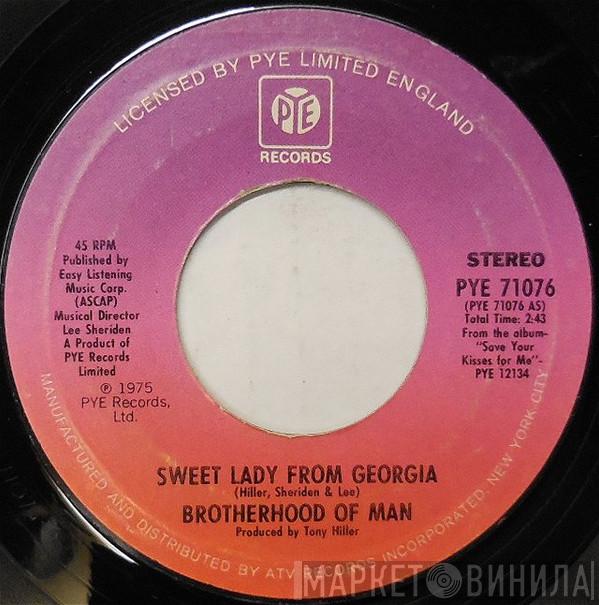 LICENSED BY PYE LIMITED ENGLAND
PYE
RECORDS
45 RPM
Published by
Easy Listening
Music Corp.
(ASCAP)
Musical Director
Lee Sheriden
A Product of
PYE Records
Limited
℗ 1975
PYE Records,
Ltd.
STEREO
PYE 71076
(PYE 71076 AS)
Total Time: 2:43
From the album-
"Save Your
Kisses for Me"-
PYE 12134
SWEET LADY FROM GEORGIA
(Hiller, Sheriden & Lee)
BROTHERHOOD OF MAN
Produced by Tony Hiller
MANUFACTURED AND DISTRIBUTED BY ATV RECORDS INCORPORATED. NEW YORK CITY
МАРКЕТ ВИНИЛА